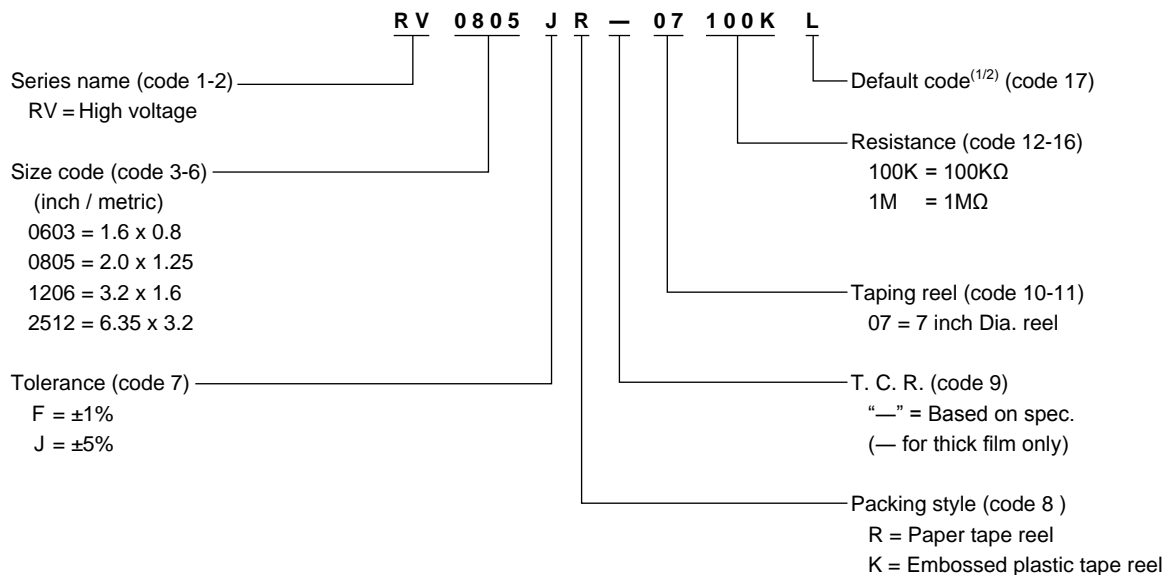 RV 0805 J R — 07 100K L
Series name (code 1-2)
RV = High voltage
Size code (code 3-6)
(inch / metric)
0603 = 1.6 x 0.8
0805 = 2.0 x 1.25
1206 = 3.2 x 1.6
2512 = 6.35 x 3.2
Tolerance (code 7)
F = ±1%
J = ±5%
Default code(1/2) (code 17)
Resistance (code 12-16)
100K = 100KΩ
1M = 1MΩ
Taping reel (code 10-11)
07 = 7 inch Dia. reel
T. C. R. (code 9)
“—” = Based on spec.
(— for thick film only)
Packing style (code 8 )
R = Paper tape reel
K = Embossed plastic tape reel